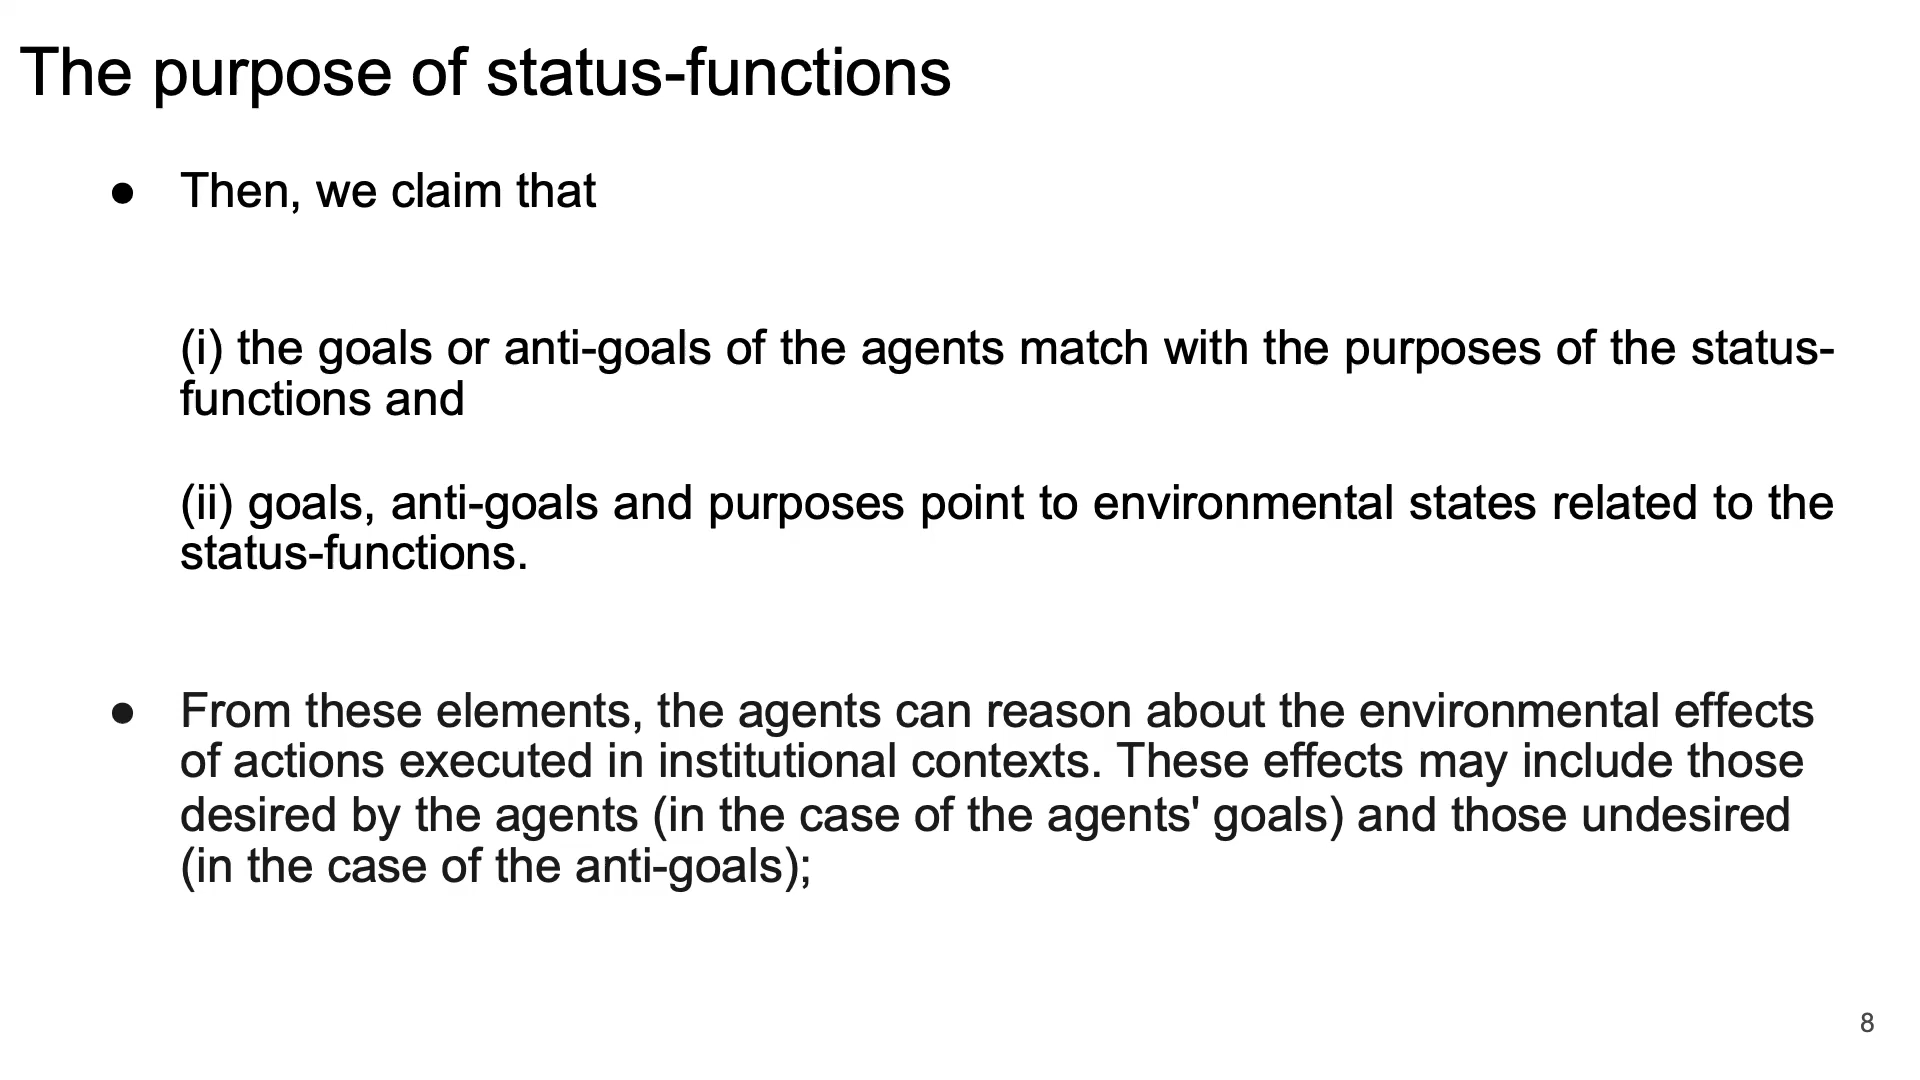 The purpose of status-functions
● Then, we claim that
(i) the goals or anti-goals of the agents match with the purposes of the status-
functions and
(ii) goals, anti-goals and purposes point to environmental states related to the
status-functions.
● From these elements, the agents can reason about the environmental effects
of actions executed in institutional contexts. These effects may include those
desired by the agents (in the case of the agents' goals) and those undesired
(in the case of the anti-goals);
8